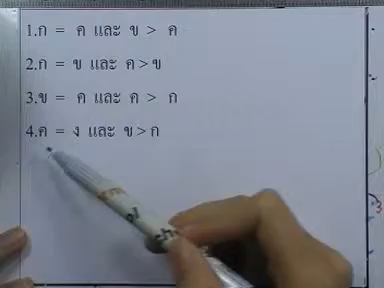 1.ก = ค และ ข > ค
2.ก = ข และ ค > ข
3.ข = ค และ ค > ก
4.ค = ง และ ข > ก